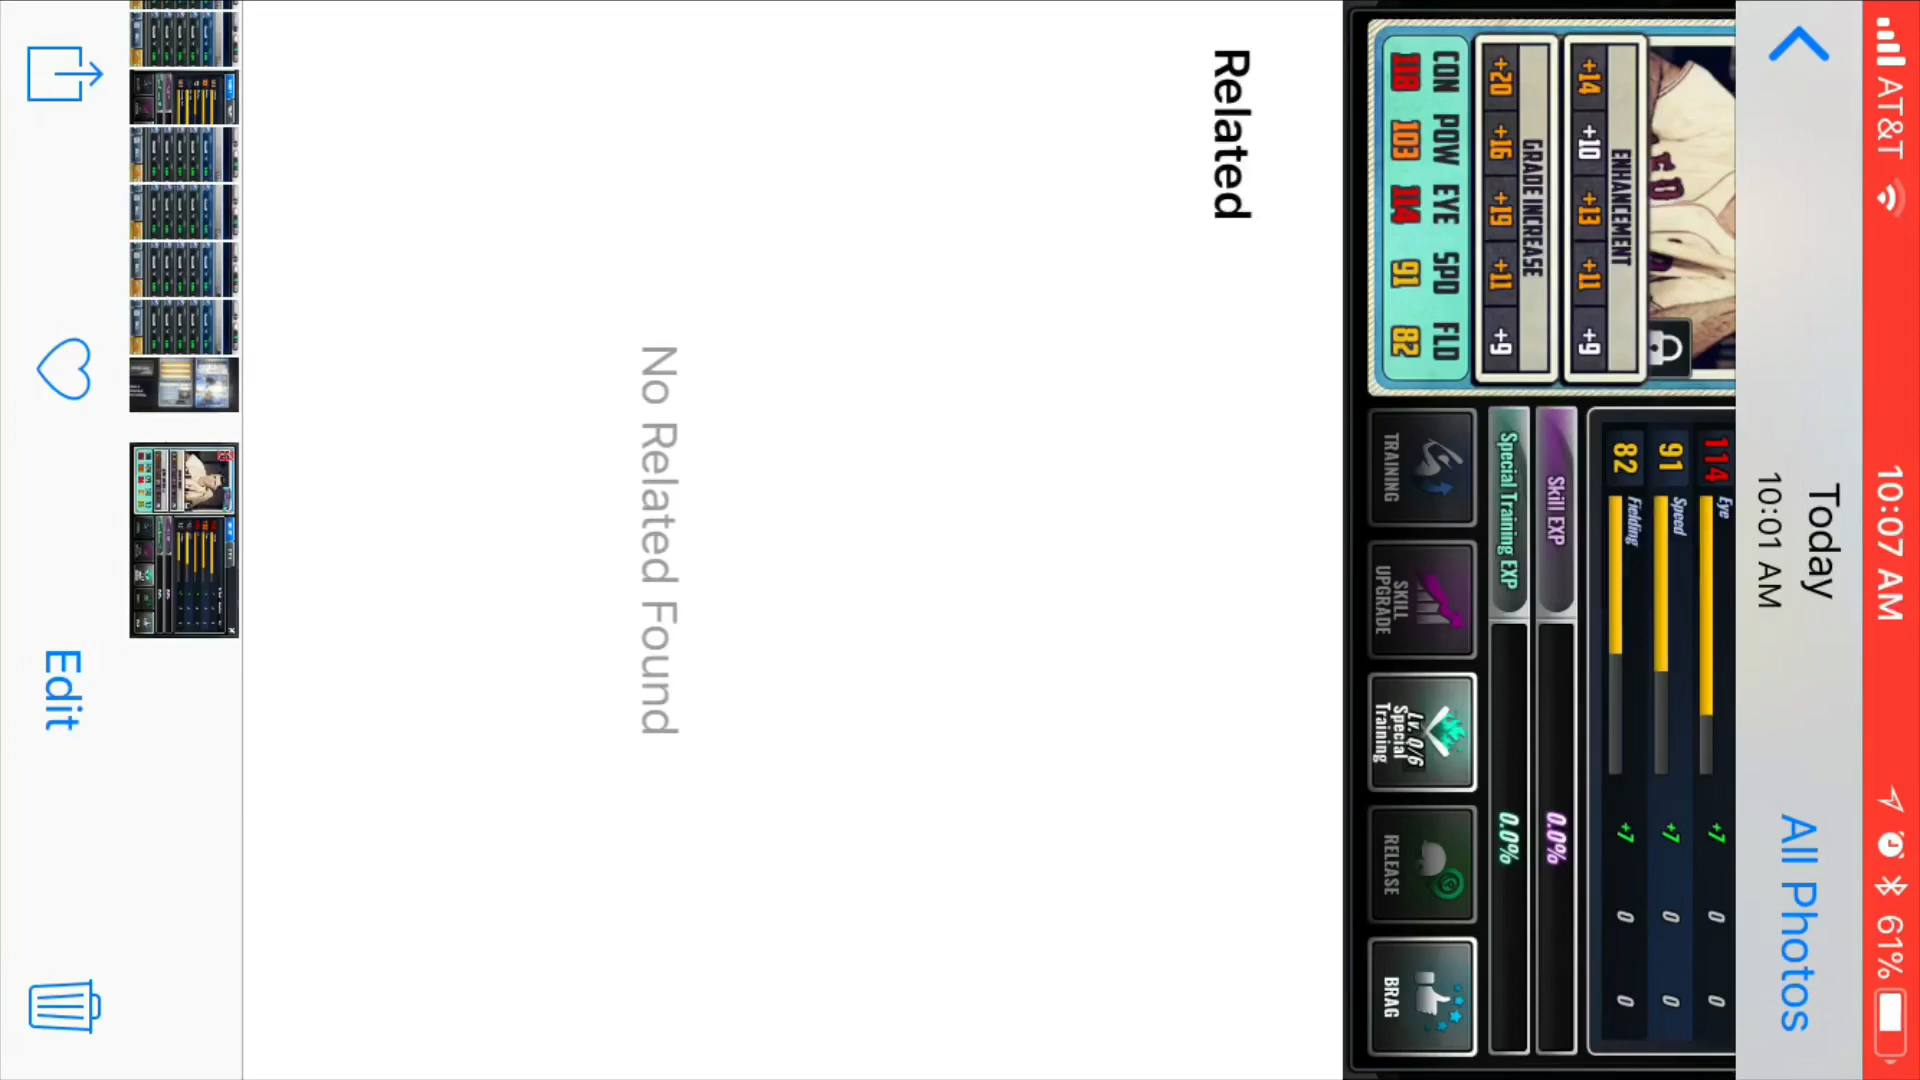 AT&T 10:07 AM 61%
Today
10:01 AM
All Photos
ENHANCEMENT
+14 +10 +13 +11 +9
GRADE INCREASE
+20 +16 +19 +11 +9
CON POW EYE SPD FLD
118 103 114 91 82
114 Eye +7 0 0
91 Speed +7 0 0
82 Fielding +7 0 0
Skill EXP 0.0%
Special Training EXP 0.0%
TRAINING
SKILL
UPGRADE
Lv. 0/6
Special
Training
RELEASE
BRAG
Related
No Related Found
Edit